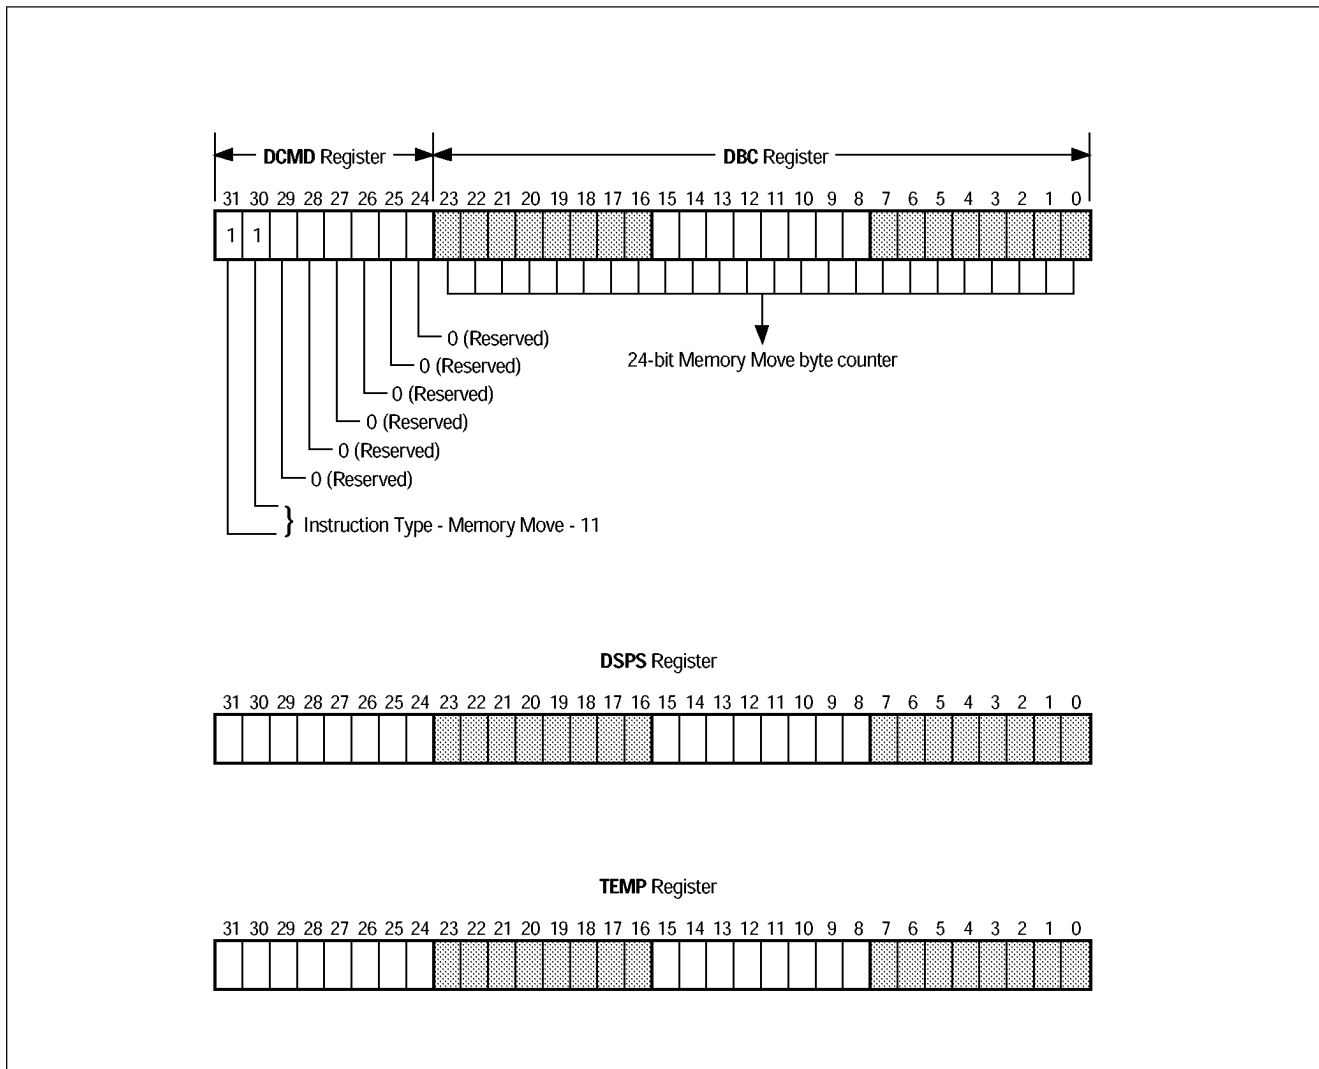 DCMD Register DBC Register
31 30 29 28 27 26 25 24 23 22 21 20 19 18 17 16 15 14 13 12 11 10 9 8 7 6 5 4 3 2 1 0
1 1
0 (Reserved)
24-bit Memory Move byte counter
0 (Reserved)
0 (Reserved)
0 (Reserved)
0 (Reserved)
0 (Reserved)
} Instruction Type - Memory Move - 11
DSPS Register
31 30 29 28 27 26 25 24 23 22 21 20 19 18 17 16 15 14 13 12 11 10 9 8 7 6 5 4 3 2 1 0
TEMP Register
31 30 29 28 27 26 25 24 23 22 21 20 19 18 17 16 15 14 13 12 11 10 9 8 7 6 5 4 3 2 1 0